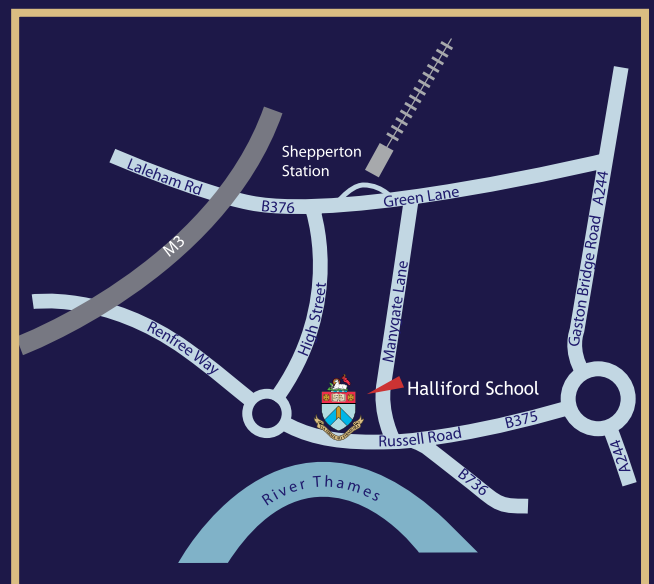 Shepperton
Station
Laleham Rd
B376
Green Lane
A244
M3
Gaston Bridge Road
High Street
Manygate Lane
Renfree Way
Halliford School
B375
Russell Road
A244
B736
River Thames